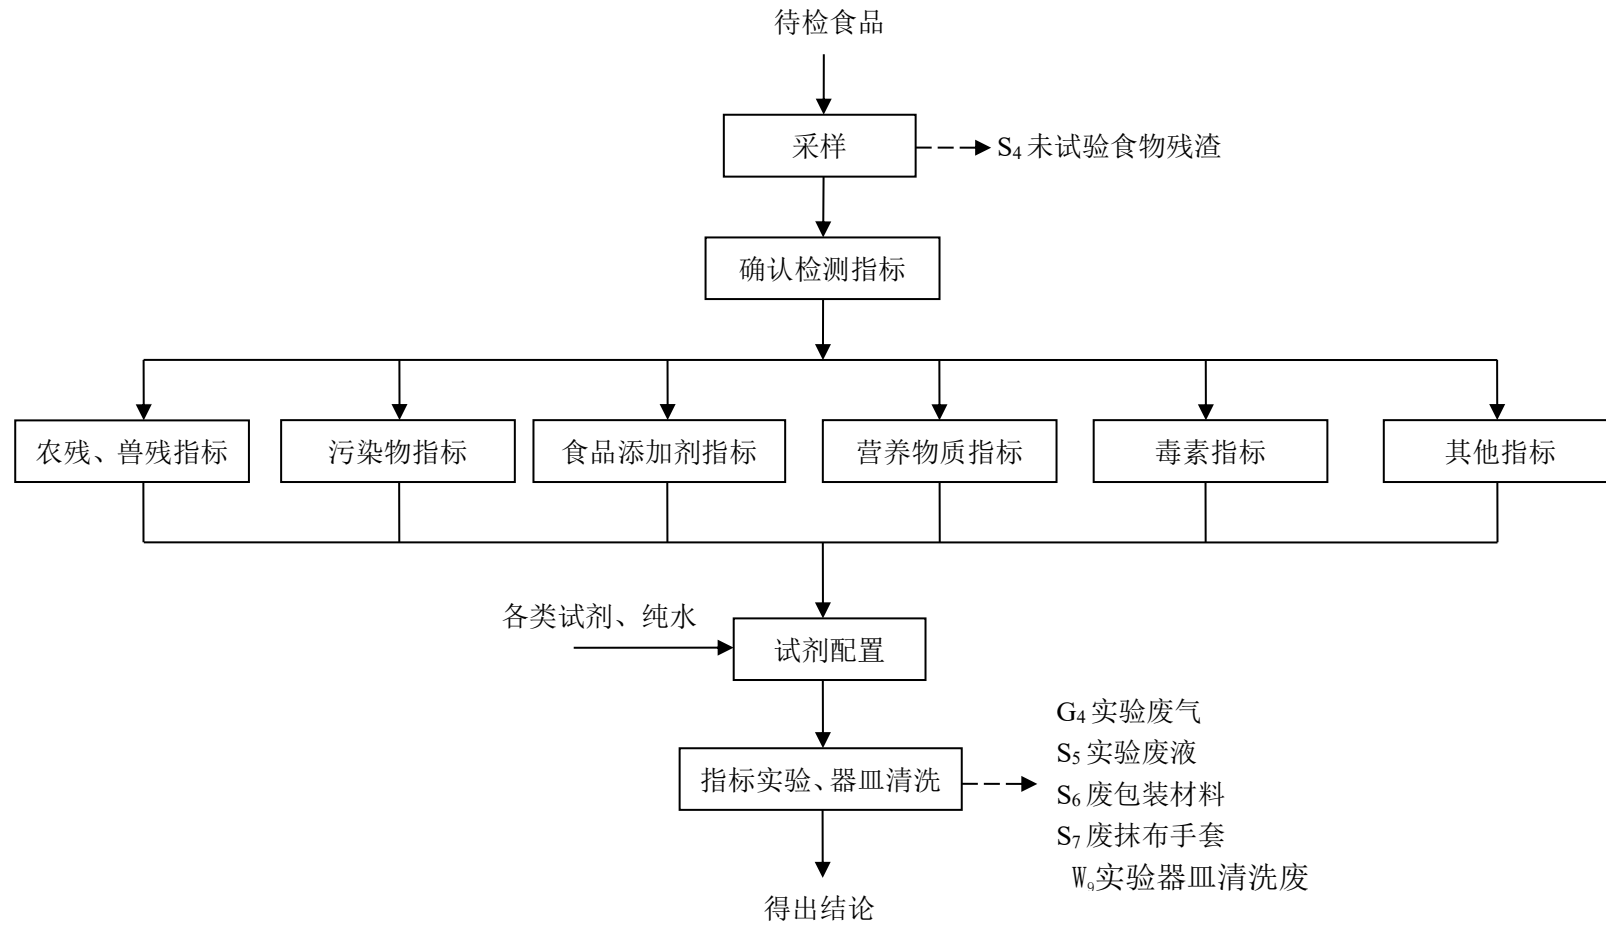 待检食品
采样
S₄未试验食物残渣
确认检测指标
农残、兽残指标
污染物指标
食品添加剂指标
营养物质指标
毒素指标
其他指标
各类试剂、纯水
试剂配置
G₄实验废气
S₅实验废液
指标实验、器皿清洗
S₆废包装材料
S₇废抹布手套
W₉实验器皿清洗废
得出结论